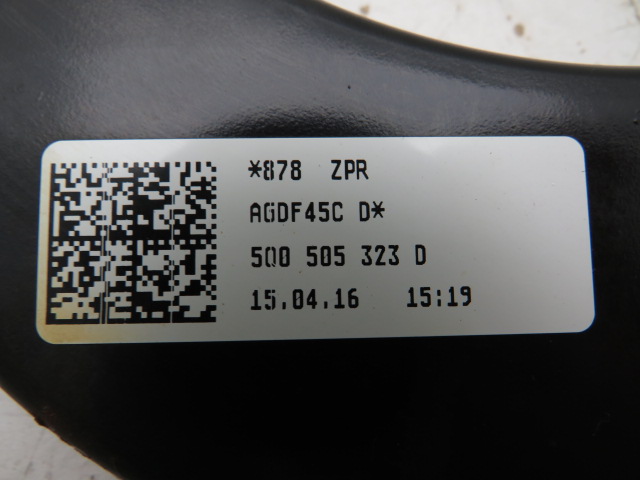 *878 ZPR
AGDF45C D*
5Q0 505 323 D
15.04.16 15:19